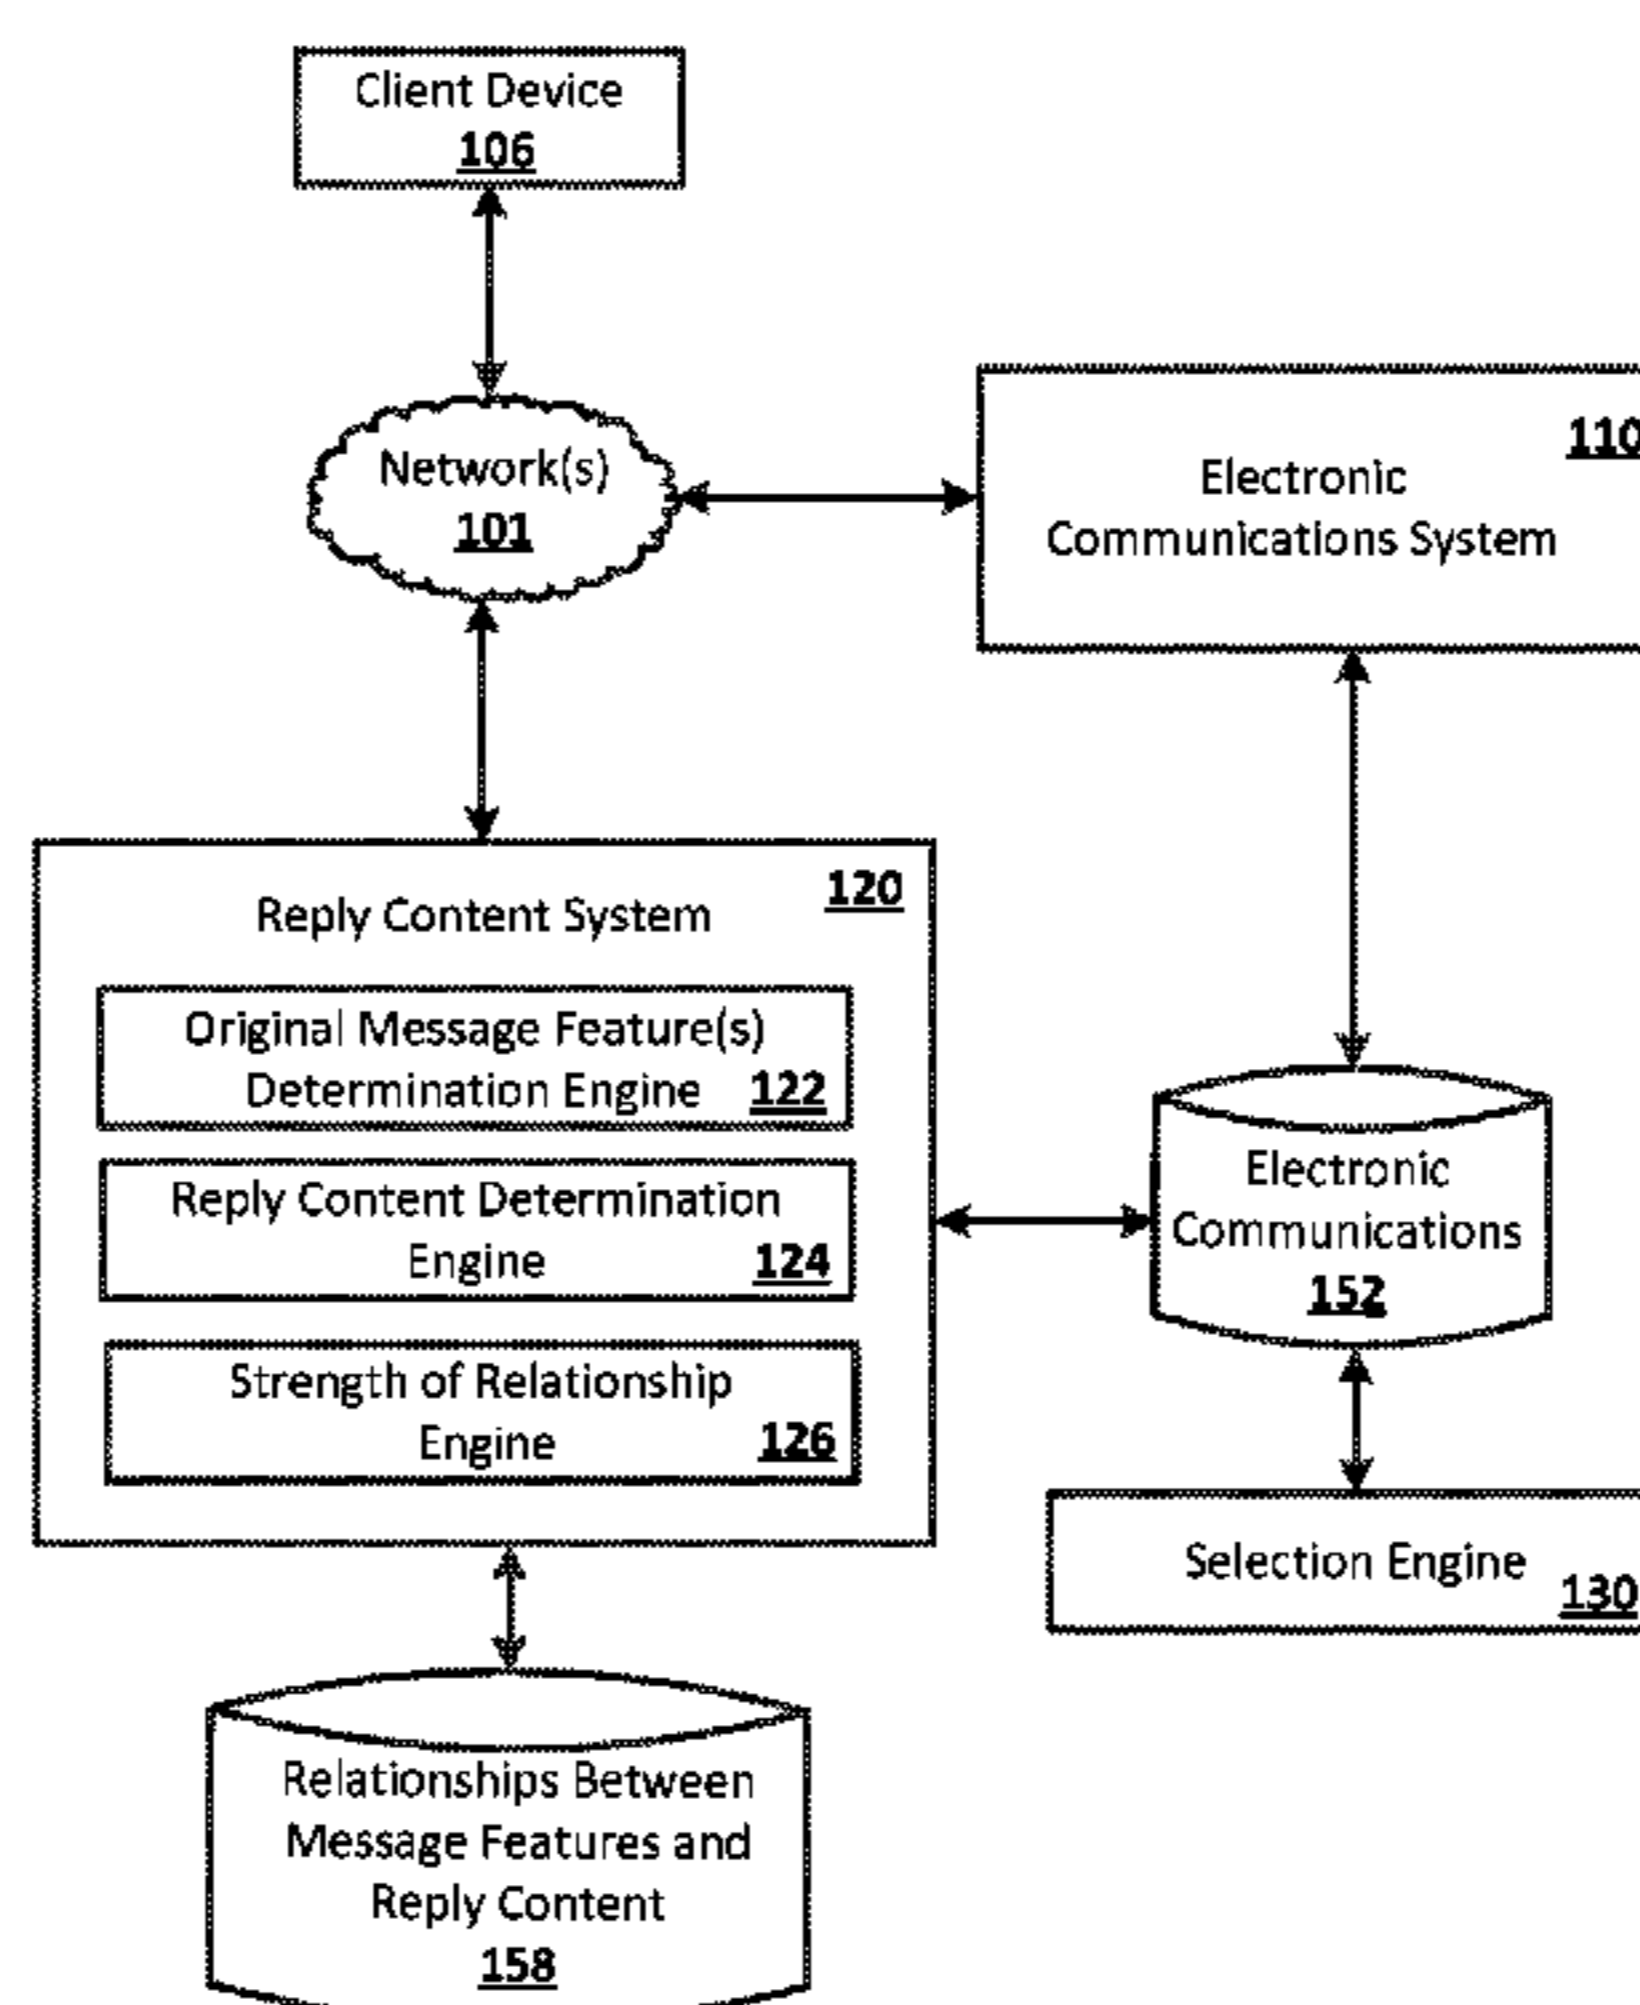 Client Device
106
Network(s)
101
110
Electronic
Communications System
120
Reply Content System
Original Message Feature(s)
Determination Engine 122
Reply Content Determination
Engine 124
Strength of Relationship
Engine 126
Electronic
Communications
152
Selection Engine
130
Relationships Between
Message Features and
Reply Content
158